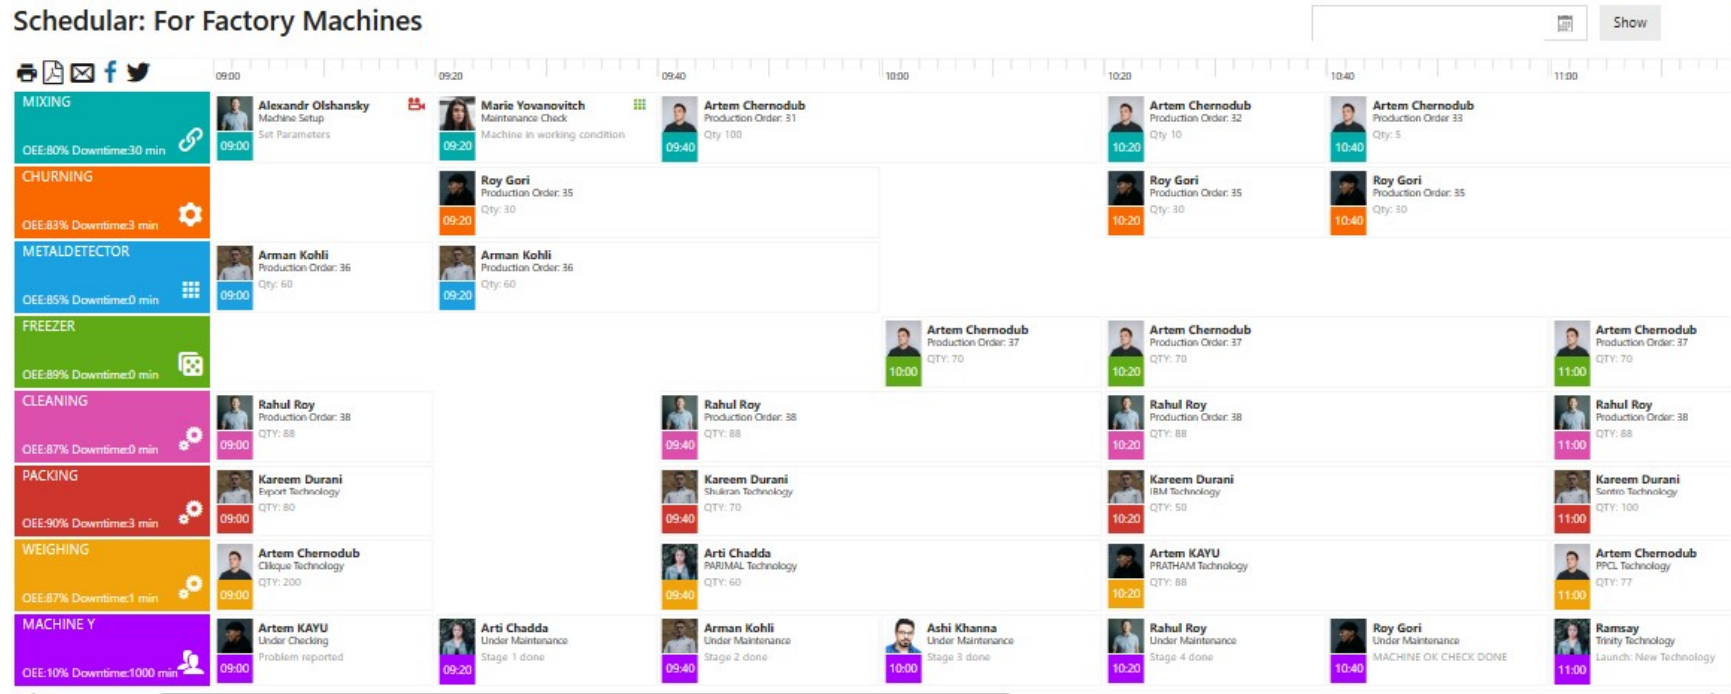 Schedular: For Factory Machines
Show
09:00 09:20 09:40 10:00 10:20 10:40 11:00
MIXING
OEE:80% Downtime:30 min
Alexandr Olshansky
Machine Setup
Set Parameters
09:00
Marie Yovanovitch
Maintenance Check
Machine in working condition
09:20
Artem Chernodub
Production Order: 31
Qty 100
09:40
Artem Chernodub
Production Order: 32
Qty 10
10:20
Artem Chernodub
Production Order 33
Qty: 5
10:40
CHURNING
OEE:83% Downtime:3 min
Roy Gori
Production Order: 35
Qty: 30
09:20
Roy Gori
Production Order: 35
Qty: 30
10:20
Roy Gori
Production Order: 35
Qty: 30
10:40
METALDETECTOR
OEE:85% Downtime:0 min
Arman Kohli
Production Order: 36
Qty: 60
09:00
Arman Kohli
Production Order: 36
Qty: 60
09:20
FREEZER
OEE:89% Downtime:0 min
Artem Chernodub
Production Order: 37
QTY: 70
10:00
Artem Chernodub
Production Order: 37
QTY: 70
10:20
Artem Chernodub
Production Order: 37
QTY: 70
11:00
CLEANING
OEE:87% Downtime:0 min
Rahul Roy
Production Order: 38
QTY: 88
09:00
Rahul Roy
Production Order: 38
QTY: 88
09:40
Rahul Roy
Production Order: 38
QTY: 88
10:20
Rahul Roy
Production Order: 38
QTY: 88
11:00
PACKING
OEE:90% Downtime:3 min
Kareem Durani
Export Technology
QTY: 80
09:00
Kareem Durani
Shukran Technology
QTY: 70
09:40
Kareem Durani
IBM Technology
QTY: 50
10:20
Kareem Durani
Sentro Technology
QTY: 100
11:00
WEIGHING
OEE:87% Downtime:1 min
Artem Chernodub
Clikque Technology
QTY: 200
09:00
Arti Chadda
PARIMAL Technology
QTY: 60
09:40
Artem KAYU
PRATHAM Technology
QTY: 88
10:20
Artem Chernodub
PPCL Technology
QTY: 77
11:00
MACHINE Y
OEE:10% Downtime:1000 min
Artem KAYU
Under Checking
Problem reported
09:00
Arti Chadda
Under Maintenance
Stage 1 done
09:20
Arman Kohli
Under Maintenance
Stage 2 done
09:40
Ashi Khanna
Under Maintenance
Stage 3 done
10:00
Rahul Roy
Under Maintenance
Stage 4 done
10:20
Roy Gori
Under Maintenance
MACHINE OK CHECK DONE
10:40
Ramsay
Trinity Technology
Launch: New Technology
11:00